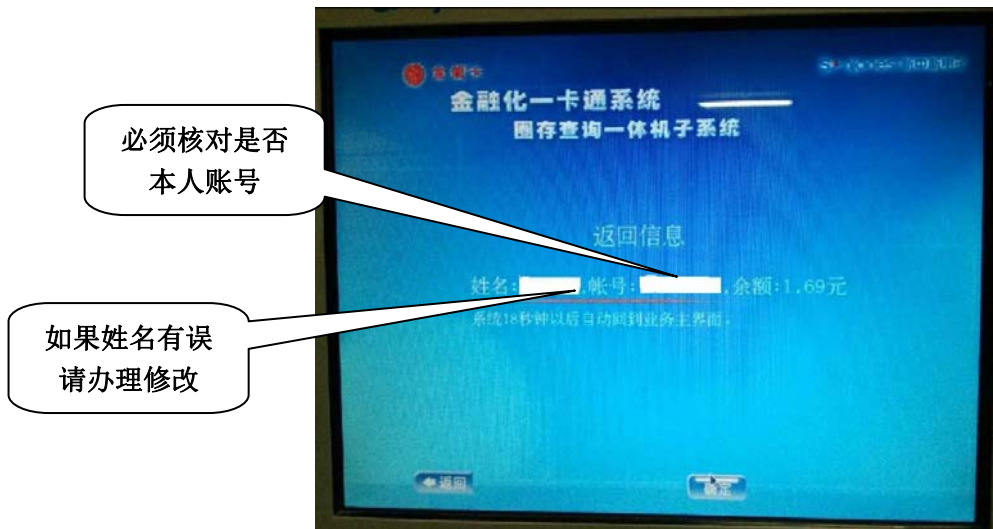 金融化一卡通系统
圈存查询一体机子系统
必须核对是否
本人账号
返回信息
姓名: ,帐号: ,余额:1.69元
系统18秒钟以后自动回到业务主界面。
如果姓名有误
请办理修改
返回
确定